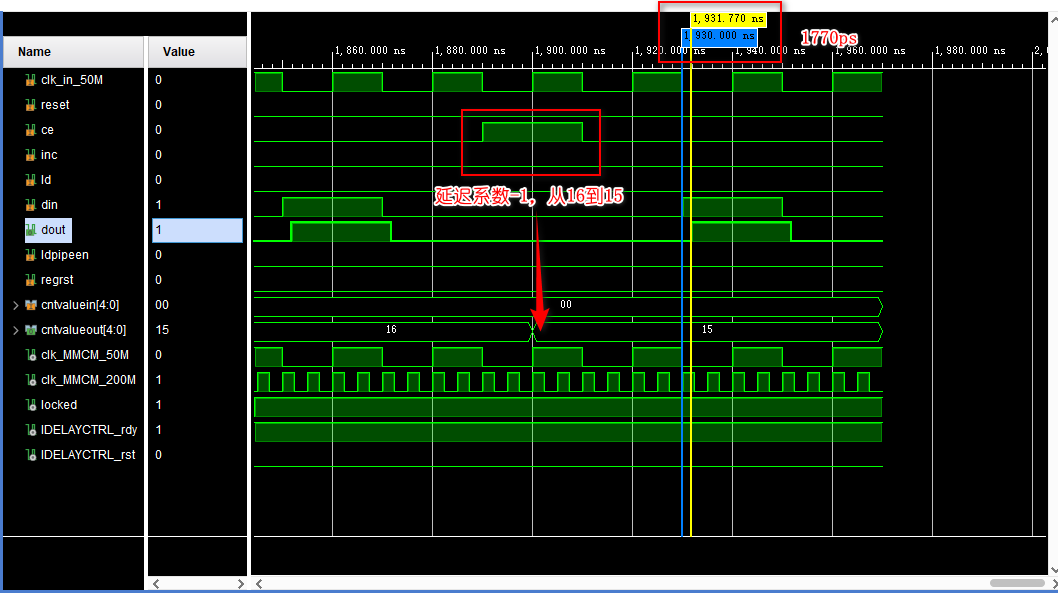 1,931.770 ns
1,930.000 ns
1770ps
Name
Value
1,860.000 ns
1,880.000 ns
1,900.000 ns
1,920.000 ns
1,940.000 ns
1,960.000 ns
1,980.000 ns
2,
clk_in_50M 0
reset 0
ce 0
inc 0
ld 0
延迟系数-1，从16到15
din 1
dout 1
ldpipeen 0
regrst 0
cntvaluein[4:0] 00 00
cntvalueout[4:0] 15 16 15
clk_MMCM_50M 0
clk_MMCM_200M 1
locked 1
IDELAYCTRL_rdy 1
IDELAYCTRL_rst 0